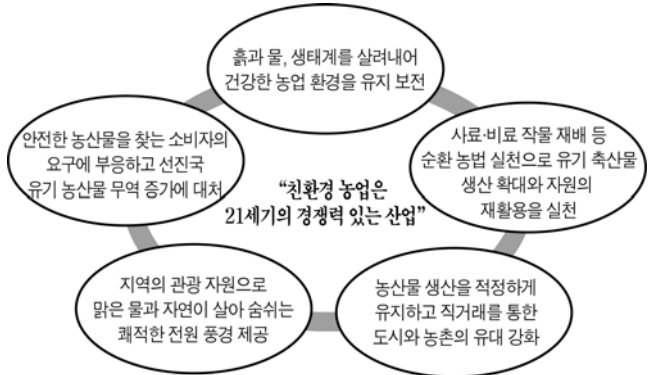 흙과 물, 생태계를 살려내어
건강한 농업 환경을 유지 보전
안전한 농산물을 찾는 소비자의
요구에 부응하고 선진국
유기 농산물 무역 증가에 대처
사료·비료 작물 재배 등
순환 농법 실천으로 유기 축산물
생산 확대와 자원의
재활용을 실천
“친환경 농업은
21세기의 경쟁력 있는 산업”
지역의 관광 자원으로
맑은 물과 자연이 살아 숨쉬는
쾌적한 전원 풍경 제공
농산물 생산을 적정하게
유지하고 직거래를 통한
도시와 농촌의 유대 강화